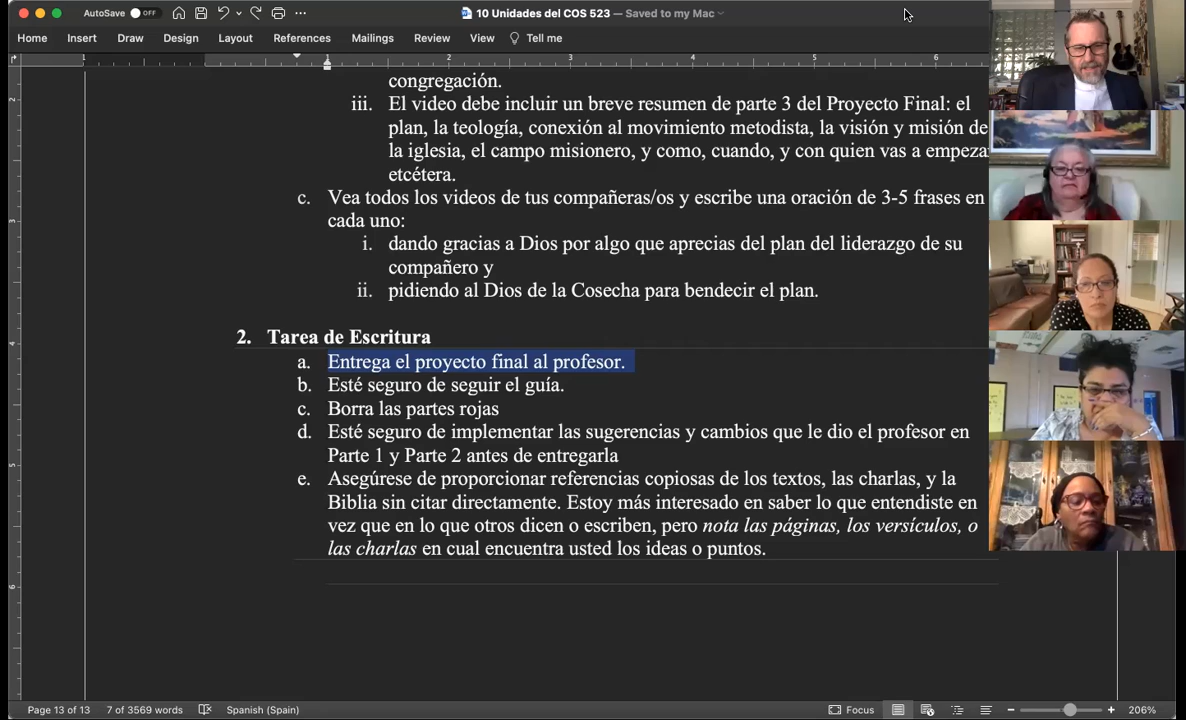 AutoSave OFF 10 Unidades del COS 523 — Saved to my Mac
Home Insert Draw Design Layout References Mailings Review View Tell me
1 2 3 4 5 6
congregación.
iii. El video debe incluir un breve resumen de parte 3 del Proyecto Final: el
plan, la teología, conexión al movimiento metodista, la visión y misión de
la iglesia, el campo misionero, y como, cuando, y con quien vas a empeza
etcétera.
c. Vea todos los videos de tus compañeras/os y escribe una oración de 3-5 frases en
cada uno:
i. dando gracias a Dios por algo que aprecias del plan del liderazgo de su
compañero y
ii. pidiendo al Dios de la Cosecha para bendecir el plan.
2. Tarea de Escritura
a. Entrega el proyecto final al profesor.
b. Esté seguro de seguir el guía.
c. Borra las partes rojas
d. Esté seguro de implementar las sugerencias y cambios que le dio el profesor en
Parte 1 y Parte 2 antes de entregarla
e. Asegúrese de proporcionar referencias copiosas de los textos, las charlas, y la
Biblia sin citar directamente. Estoy más interesado en saber lo que entendiste en
vez que en lo que otros dicen o escriben, pero nota las páginas, los versículos, o
las charlas en cual encuentra usted los ideas o puntos.
Page 13 of 13 7 of 3569 words Spanish (Spain) Focus 206%